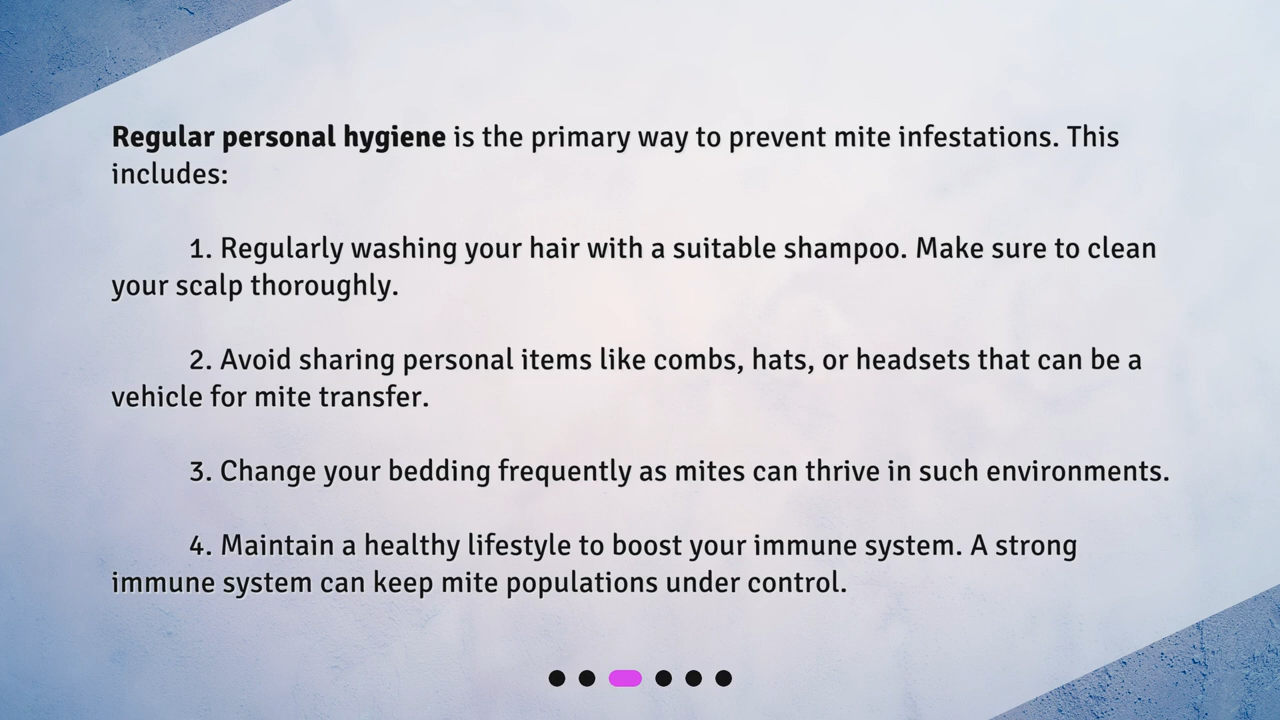 Regular personal hygiene is the primary way to prevent mite infestations. This
includes:
1. Regularly washing your hair with a suitable shampoo. Make sure to clean
your scalp thoroughly.
2. Avoid sharing personal items like combs, hats, or headsets that can be a
vehicle for mite transfer.
3. Change your bedding frequently as mites can thrive in such environments.
4. Maintain a healthy lifestyle to boost your immune system. A strong
immune system can keep mite populations under control.